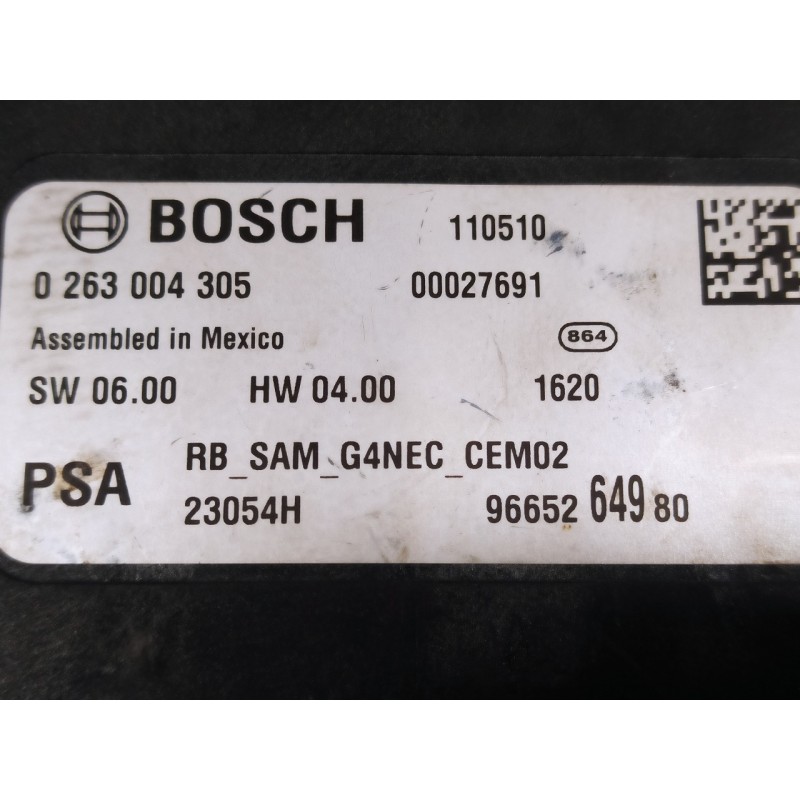 BOSCH 110510
0 263 004 305 00027691
Assembled in Mexico 864
SW 06.00 HW 04.00 1620
PSA RB_SAM_G4NEC_CEM02
23054H 96652 649 80